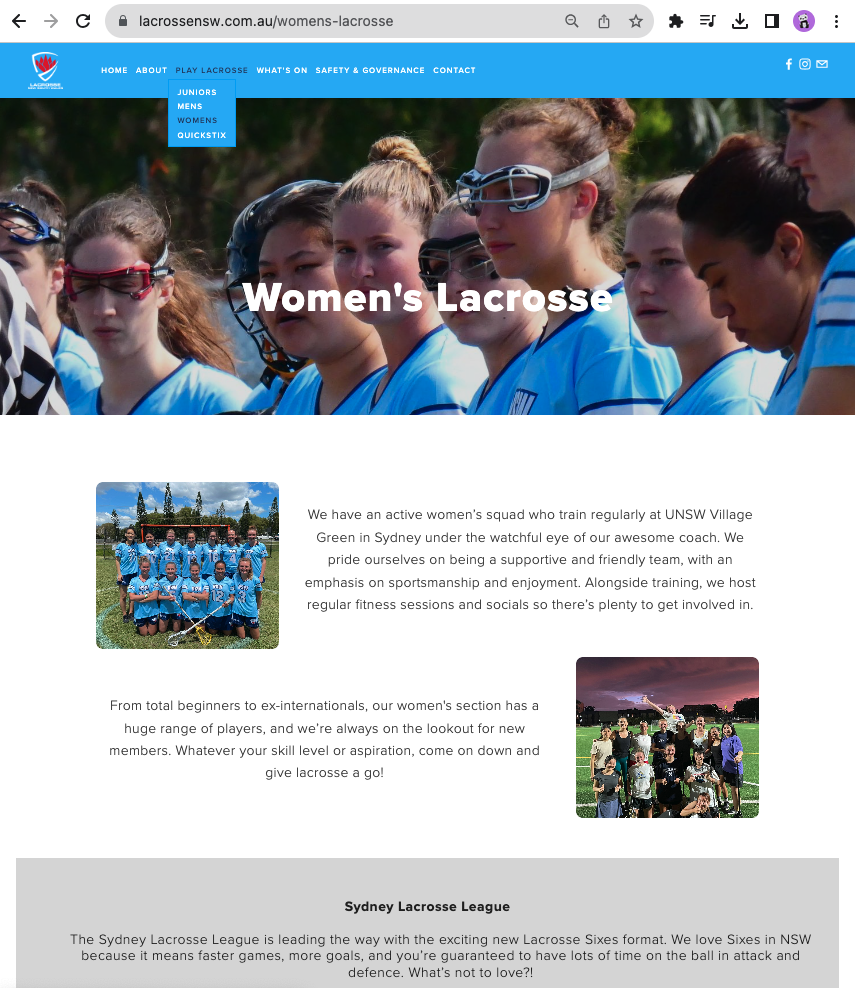 lacrossensw.com.au/womens-lacrosse
LACROSSE
HOME ABOUT PLAY LACROSSE WHAT'S ON SAFETY & GOVERNANCE CONTACT
JUNIORS
MENS
WOMENS
QUICKSTIX
Women's Lacrosse
We have an active women's squad who train regularly at UNSW Village
Green in Sydney under the watchful eye of our awesome coach. We
pride ourselves on being a supportive and friendly team, with an
emphasis on sportsmanship and enjoyment. Alongside training, we host
regular fitness sessions and socials so there's plenty to get involved in.
From total beginners to ex-internationals, our women's section has a
huge range of players, and we're always on the lookout for new
members. Whatever your skill level or aspiration, come on down and
give lacrosse a go!
Sydney Lacrosse League
The Sydney Lacrosse League is leading the way with the exciting new Lacrosse Sixes format. We love Sixes in NSW
because it means faster games, more goals, and you're guaranteed to have lots of time on the ball in attack and
defence. What's not to love?!